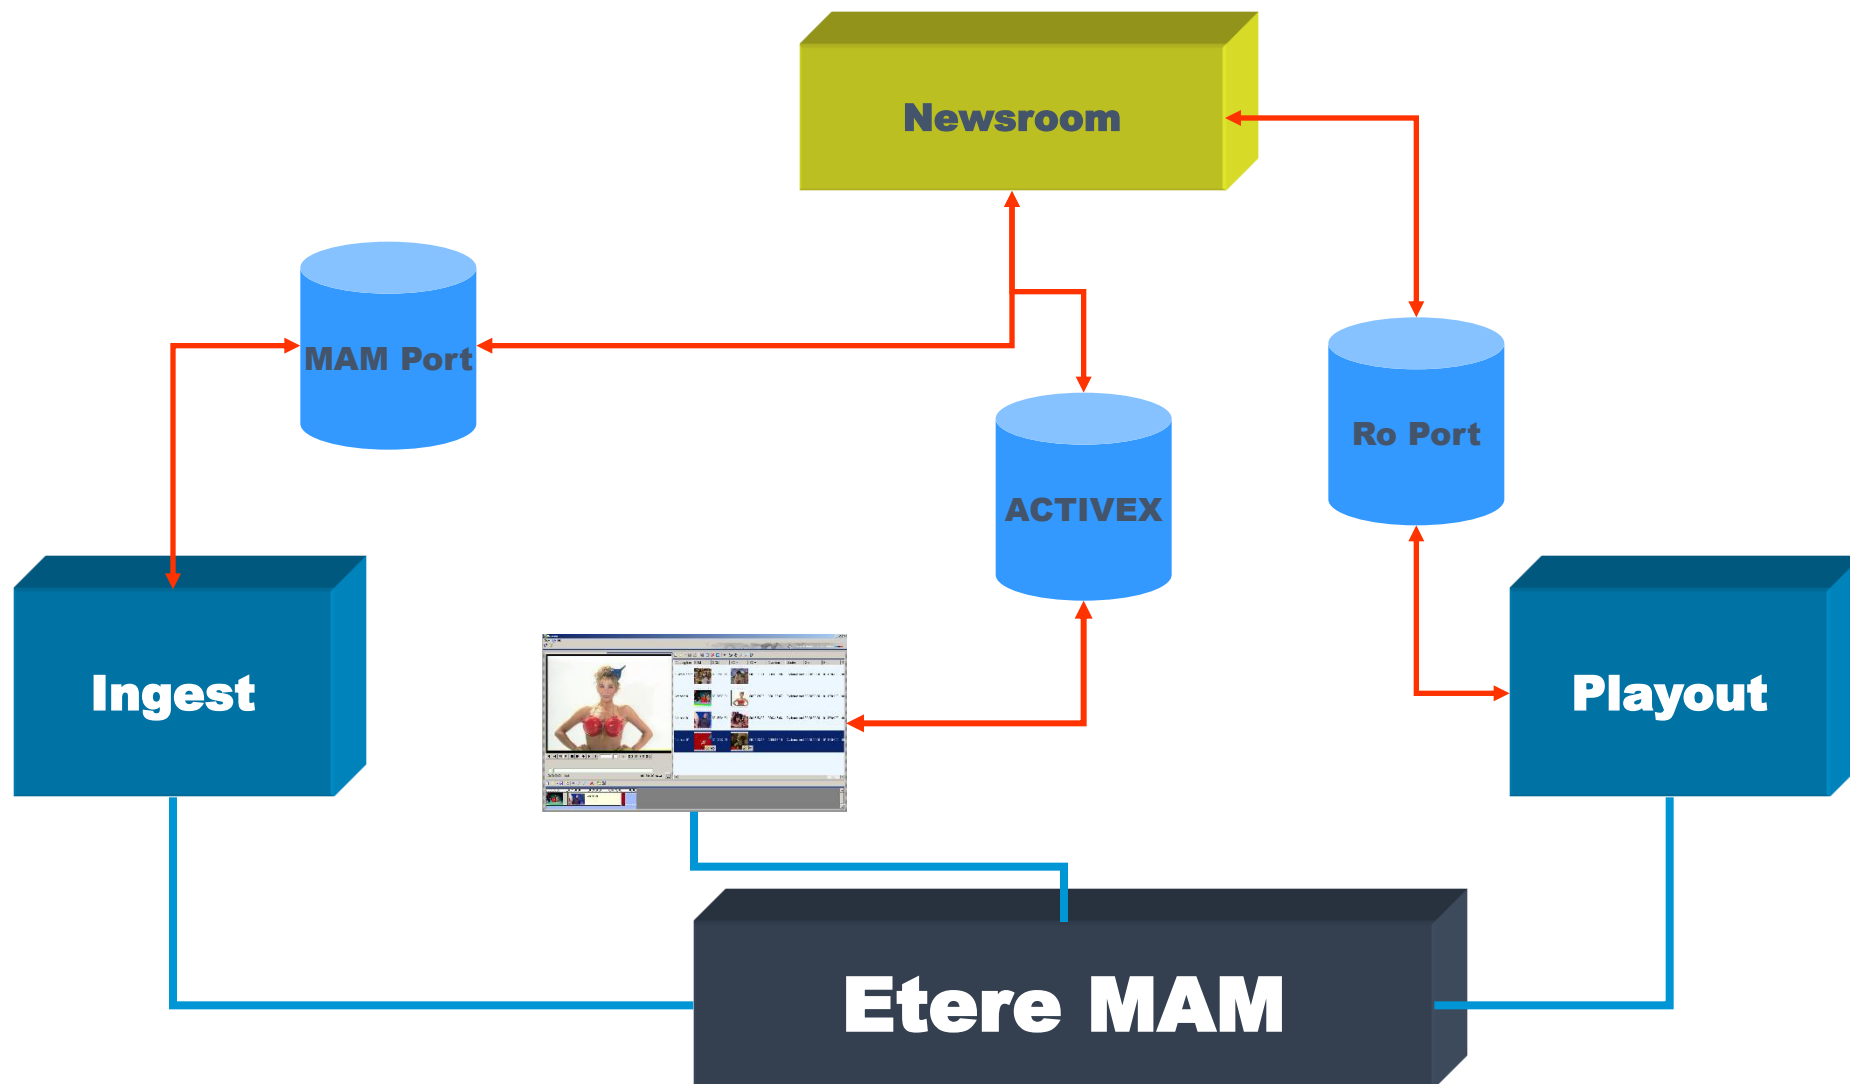 Newsroom
MAM Port
Ro Port
ACTIVEX
Ingest
Playout
Etere MAM